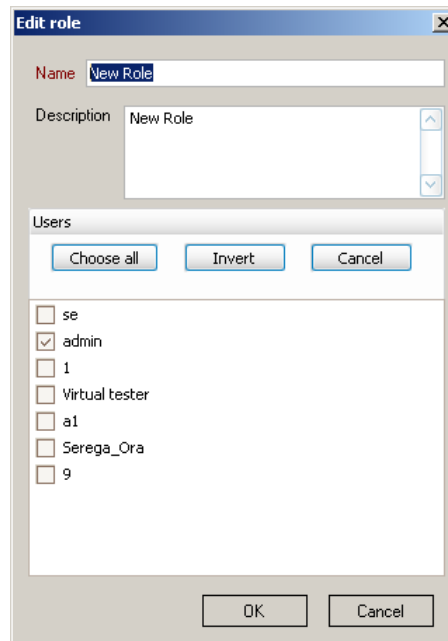 Edit role
Name New Role
Description New Role
Users
Choose all Invert Cancel
se
admin
1
Virtual tester
a1
Serega_Ora
9
OK Cancel